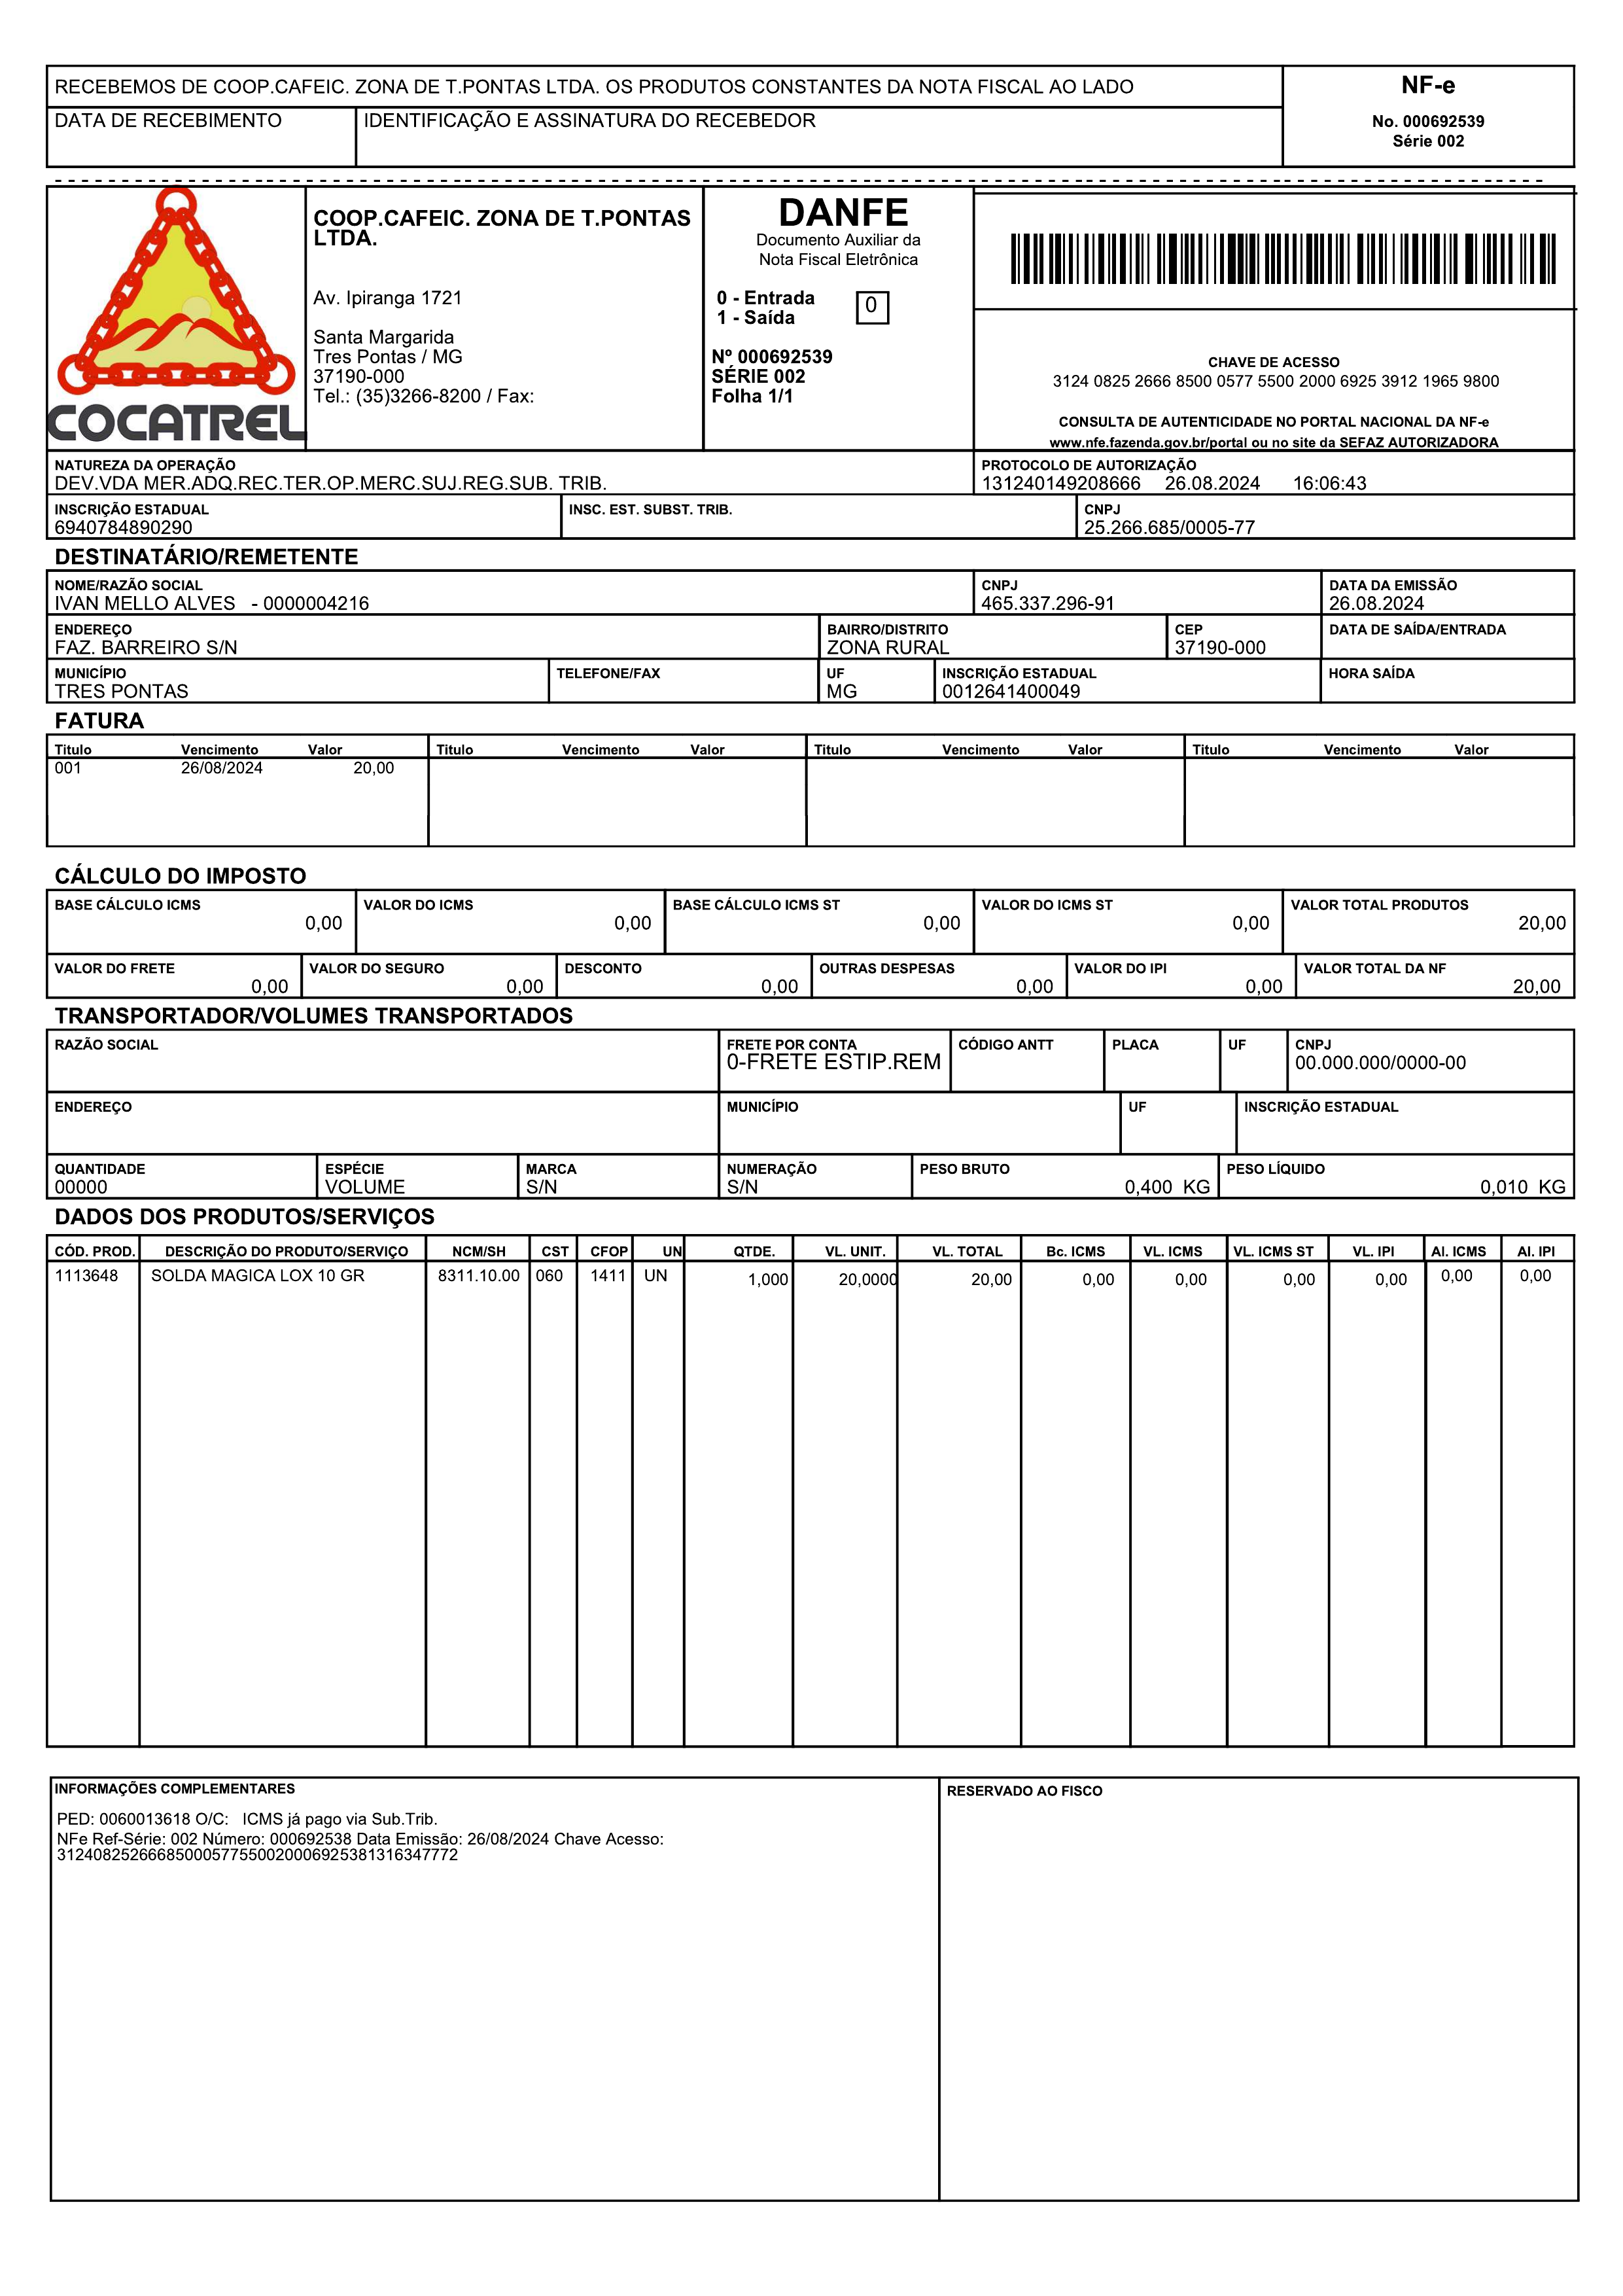 RECEBEMOS DE COOP.CAFEIC. ZONA DE T.PONTAS LTDA. OS PRODUTOS CONSTANTES DA NOTA FISCAL AO LADO
DATA DE RECEBIMENTO IDENTIFICAÇÃO E ASSINATURA DO RECEBEDOR
NF-e
No. 000692539
Série 002
COCATREL
COOP.CAFEIC. ZONA DE T.PONTAS
LTDA.
Av. Ipiranga 1721
Santa Margarida
Tres Pontas / MG
37190-000
Tel.: (35)3266-8200 / Fax:
DANFE
Documento Auxiliar da
Nota Fiscal Eletrônica
0 - Entrada
1 - Saída
0
Nº 000692539
SÉRIE 002
Folha 1/1
CHAVE DE ACESSO
3124 0825 2666 8500 0577 5500 2000 6925 3912 1965 9800
CONSULTA DE AUTENTICIDADE NO PORTAL NACIONAL DA NF-e
www.nfe.fazenda.gov.br/portal ou no site da SEFAZ AUTORIZADORA
NATUREZA DA OPERAÇÃO PROTOCOLO DE AUTORIZAÇÃO
DEV.VDA MER.ADQ.REC.TER.OP.MERC.SUJ.REG.SUB. TRIB. 131240149208666 26.08.2024 16:06:43
INSCRIÇÃO ESTADUAL INSC. EST. SUBST. TRIB. CNPJ
6940784890290 25.266.685/0005-77
DESTINATÁRIO/REMETENTE
NOME/RAZÃO SOCIAL CNPJ DATA DA EMISSÃO
IVAN MELLO ALVES - 0000004216 465.337.296-91 26.08.2024
ENDEREÇO BAIRRO/DISTRITO CEP DATA DE SAÍDA/ENTRADA
FAZ. BARREIRO S/N ZONA RURAL 37190-000
MUNICÍPIO TELEFONE/FAX UF INSCRIÇÃO ESTADUAL HORA SAÍDA
TRES PONTAS MG 0012641400049
FATURA
Titulo Vencimento Valor Titulo Vencimento Valor Titulo Vencimento Valor Titulo Vencimento Valor
001 26/08/2024 20,00
CÁLCULO DO IMPOSTO
BASE CÁLCULO ICMS VALOR DO ICMS BASE CÁLCULO ICMS ST VALOR DO ICMS ST VALOR TOTAL PRODUTOS
0,00 0,00 0,00 0,00 20,00
VALOR DO FRETE VALOR DO SEGURO DESCONTO OUTRAS DESPESAS VALOR DO IPI VALOR TOTAL DA NF
0,00 0,00 0,00 0,00 0,00 20,00
TRANSPORTADOR/VOLUMES TRANSPORTADOS
RAZÃO SOCIAL FRETE POR CONTA CÓDIGO ANTT PLACA UF CNPJ
0-FRETE ESTIP.REM 00.000.000/0000-00
ENDEREÇO MUNICÍPIO UF INSCRIÇÃO ESTADUAL
QUANTIDADE ESPÉCIE MARCA NUMERAÇÃO PESO BRUTO PESO LÍQUIDO
00000 VOLUME S/N S/N 0,400 KG 0,010 KG
DADOS DOS PRODUTOS/SERVIÇOS
CÓD. PROD. DESCRIÇÃO DO PRODUTO/SERVIÇO NCM/SH CST CFOP UN QTDE. VL. UNIT. VL. TOTAL Bc. ICMS VL. ICMS VL. ICMS ST VL. IPI Al. ICMS Al. IPI
1113648 SOLDA MAGICA LOX 10 GR 8311.10.00 060 1411 UN 1,000 20,0000 20,00 0,00 0,00 0,00 0,00 0,00 0,00
INFORMAÇÕES COMPLEMENTARES RESERVADO AO FISCO
PED: 0060013618 O/C: ICMS já pago via Sub.Trib.
NFe Ref-Série: 002 Número: 000692538 Data Emissão: 26/08/2024 Chave Acesso:
31240825266685000577550020006925381316347772